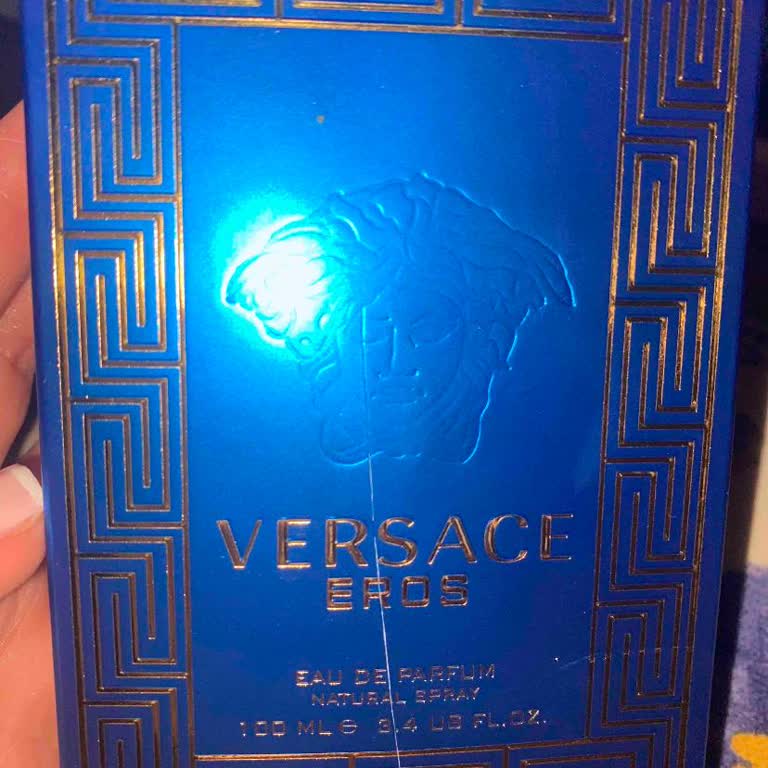 VERSACE
EROS
EAU DE PARFUM
NATURAL SPRAY
100 ML ℮ 3.4 US FL.OZ.